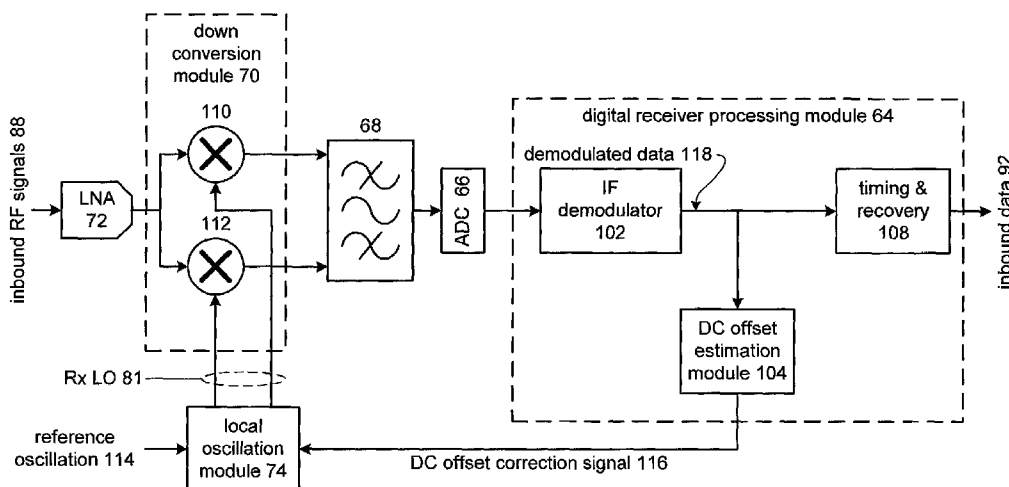 down
conversion
module 70
110
112
inbound RF signals 88
LNA
72
68
ADC 66
digital receiver processing module 64
demodulated data 118
IF
demodulator
102
timing &
recovery
108
inbound data 92
DC offset
estimation
module 104
Rx LO 81
reference
oscillation 114
local
oscillation
module 74
DC offset correction signal 116